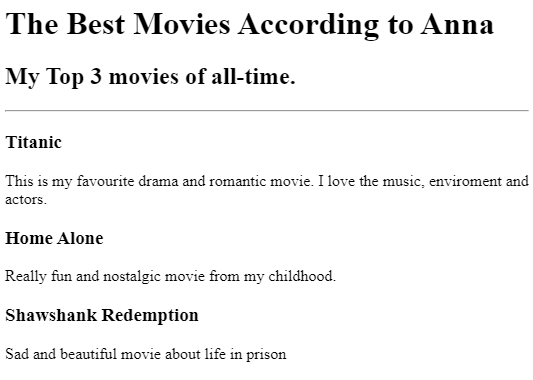 The Best Movies According to Anna
My Top 3 movies of all-time.
Titanic
This is my favourite drama and romantic movie. I love the music, enviroment and
actors.
Home Alone
Really fun and nostalgic movie from my childhood.
Shawshank Redemption
Sad and beautiful movie about life in prison